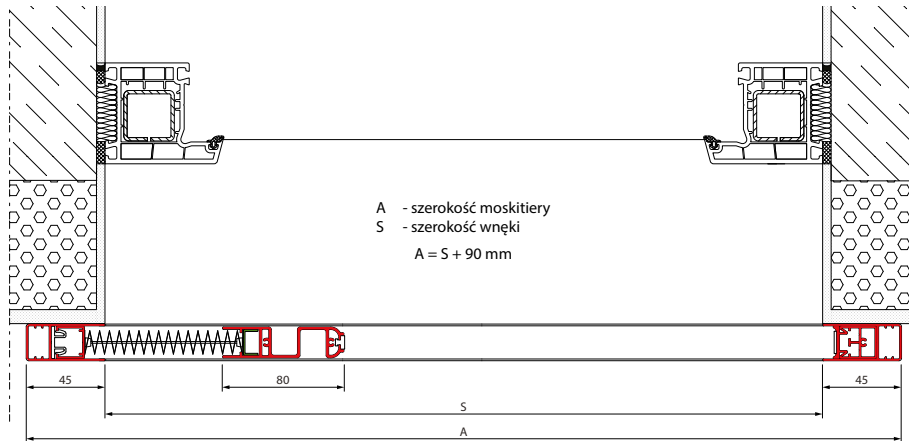 A - szerokość moskitiery
S - szerokość wnęki
A = S + 90 mm
45
80
45
S
A